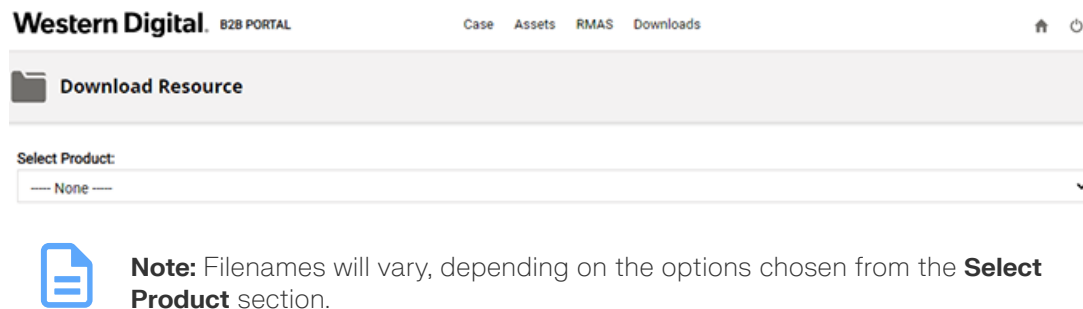 Western Digital. B2B PORTAL Case Assets RMAS Downloads
Download Resource
Select Product:
----- None -----
Note: Filenames will vary, depending on the options chosen from the Select
Product section.